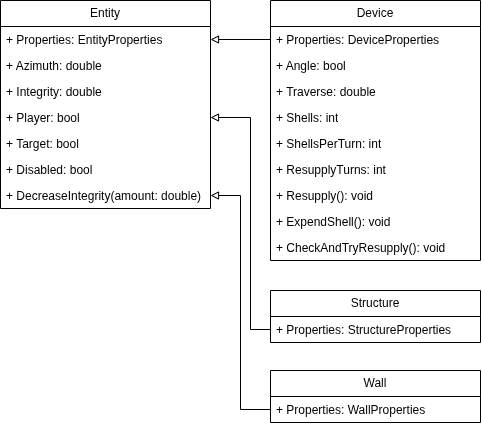 Entity
+ Properties: EntityProperties
+ Azimuth: double
+ Integrity: double
+ Player: bool
+ Target: bool
+ Disabled: bool
+ DecreaseIntegrity(amount: double)
Device
+ Properties: DeviceProperties
+ Angle: bool
+ Traverse: double
+ Shells: int
+ ShellsPerTurn: int
+ ResupplyTurns: int
+ Resupply(): void
+ ExpendShell(): void
+ CheckAndTryResupply(): void
Structure
+ Properties: StructureProperties
Wall
+ Properties: WallProperties